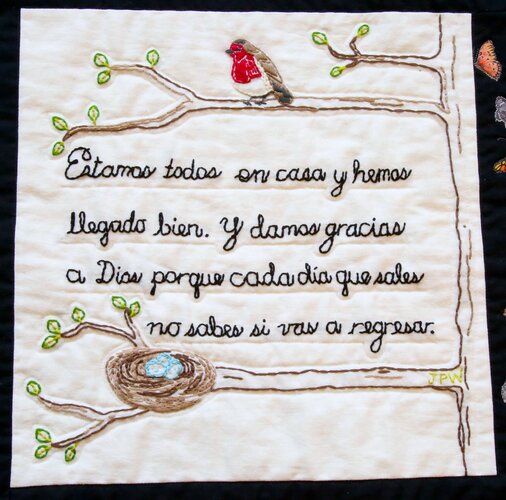 Estamos todos en casa y hemos
llegado bien. Y damos gracias
a Dios porque cada día que sales
no sabes si vas a regresar.
JPW